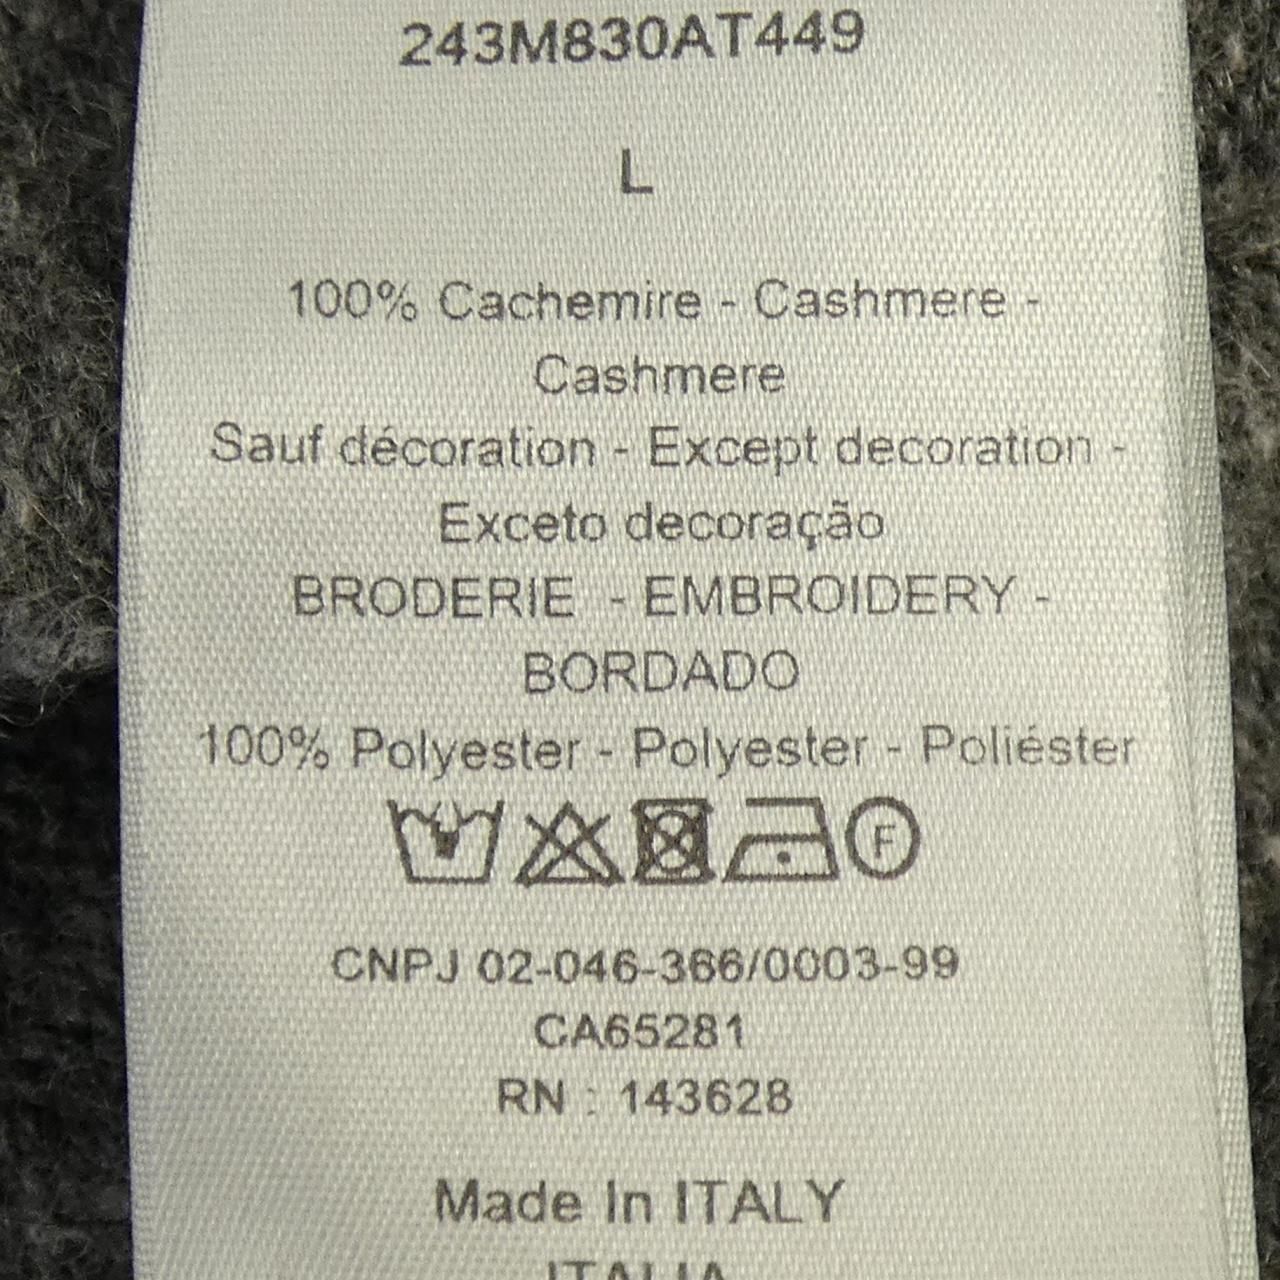 243M830AT449
L
100% Cachemire - Cashmere -
Cashmere
Sauf décoration - Except decoration -
Exceto decoração
BRODERIE - EMBROIDERY -
BORDADO
100% Polyester - Polyester - Poliéster
F
CNPJ 02-046-366/0003-99
CA65281
RN : 143628
Made In ITALY
ITALIA